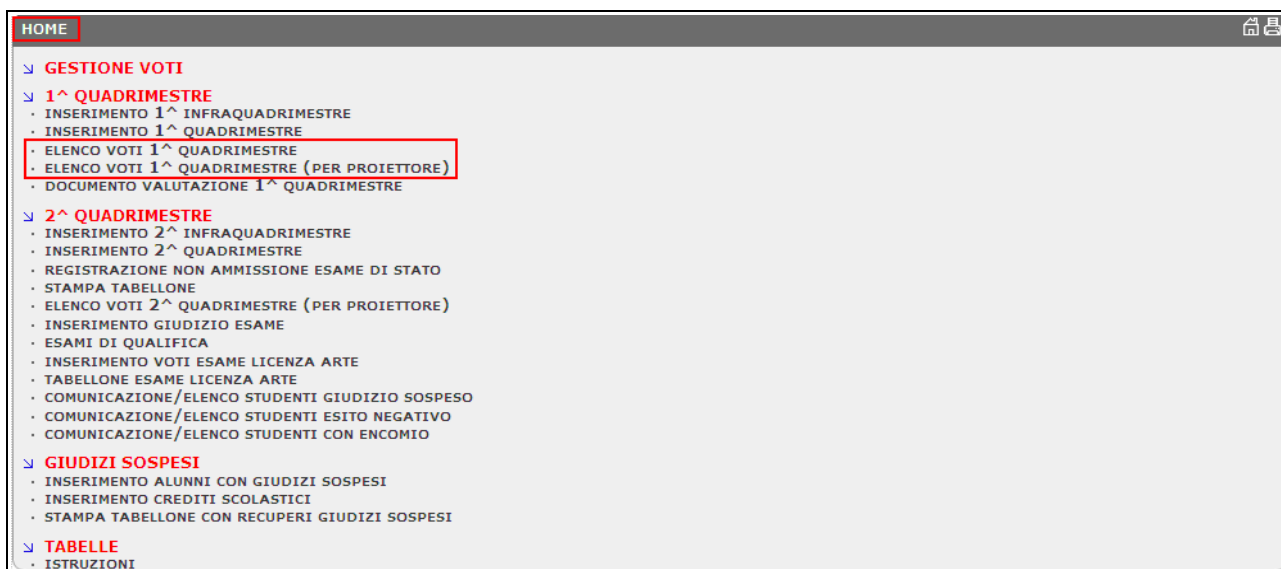 HOME
GESTIONE VOTI
1^ QUADRIMESTRE
· INSERIMENTO 1^ INFRAQUADRIMESTRE
· INSERIMENTO 1^ QUADRIMESTRE
· ELENCO VOTI 1^ QUADRIMESTRE
· ELENCO VOTI 1^ QUADRIMESTRE (PER PROIETTORE)
· DOCUMENTO VALUTAZIONE 1^ QUADRIMESTRE
2^ QUADRIMESTRE
· INSERIMENTO 2^ INFRAQUADRIMESTRE
· INSERIMENTO 2^ QUADRIMESTRE
· REGISTRAZIONE NON AMMISSIONE ESAME DI STATO
· STAMPA TABELLONE
· ELENCO VOTI 2^ QUADRIMESTRE (PER PROIETTORE)
· INSERIMENTO GIUDIZIO ESAME
· ESAMI DI QUALIFICA
· INSERIMENTO VOTI ESAME LICENZA ARTE
· TABELLONE ESAME LICENZA ARTE
· COMUNICAZIONE/ELENCO STUDENTI GIUDIZIO SOSPESO
· COMUNICAZIONE/ELENCO STUDENTI ESITO NEGATIVO
· COMUNICAZIONE/ELENCO STUDENTI CON ENCOMIO
GIUDIZI SOSPESI
· INSERIMENTO ALUNNI CON GIUDIZI SOSPESI
· INSERIMENTO CREDITI SCOLASTICI
· STAMPA TABELLONE CON RECUPERI GIUDIZI SOSPESI
TABELLE
· ISTRUZIONI